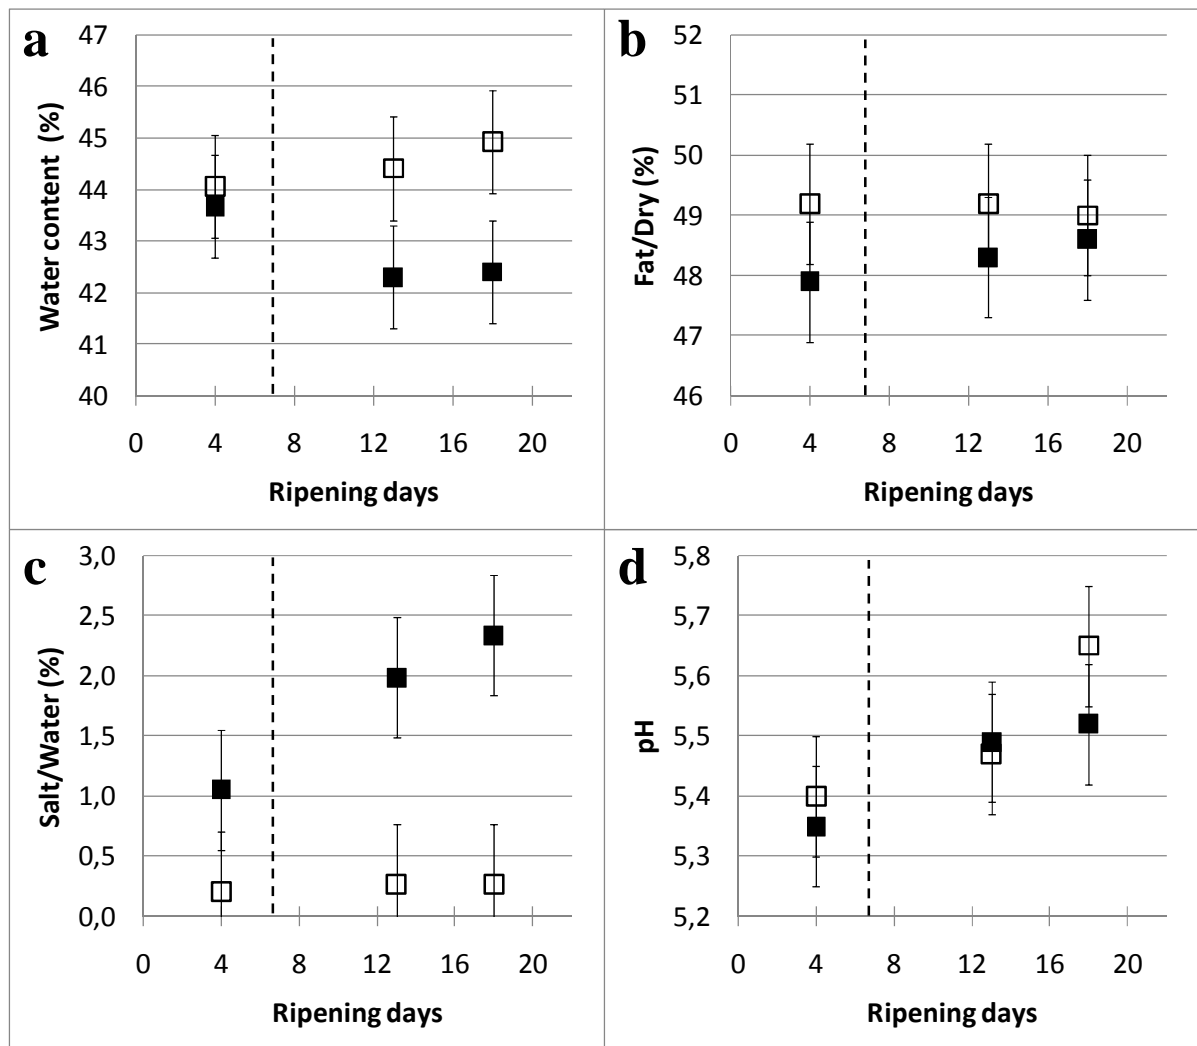 a
Water content (%)
47
46
45
44
43
42
41
40
0 4 8 12 16 20
Ripening days
b
Fat/Dry (%)
52
51
50
49
48
47
46
0 4 8 12 16 20
Ripening days
c
Salt/Water (%)
3,0
2,5
2,0
1,5
1,0
0,5
0,0
0 4 8 12 16 20
Ripening days
d
pH
5,8
5,7
5,6
5,5
5,4
5,3
5,2
0 4 8 12 16 20
Ripening days